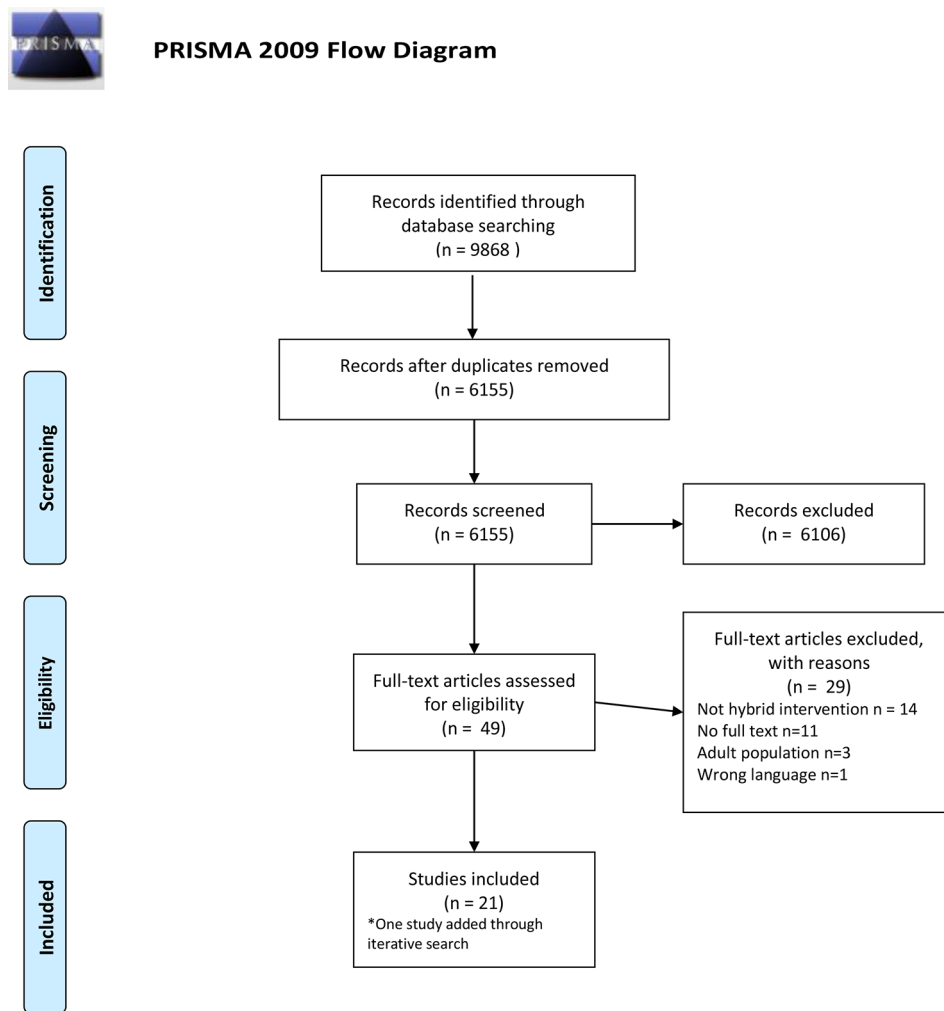 PRISMA
PRISMA 2009 Flow Diagram
Identification
Records identified through
database searching
(n = 9868 )
Records after duplicates removed
(n = 6155)
Screening
Records screened
(n = 6155)
Records excluded
(n = 6106)
Eligibility
Full-text articles assessed
for eligibility
(n = 49)
Full-text articles excluded,
with reasons
(n = 29)
Not hybrid intervention n = 14
No full text n=11
Adult population n=3
Wrong language n=1
Included
Studies included
(n = 21)
*One study added through
iterative search